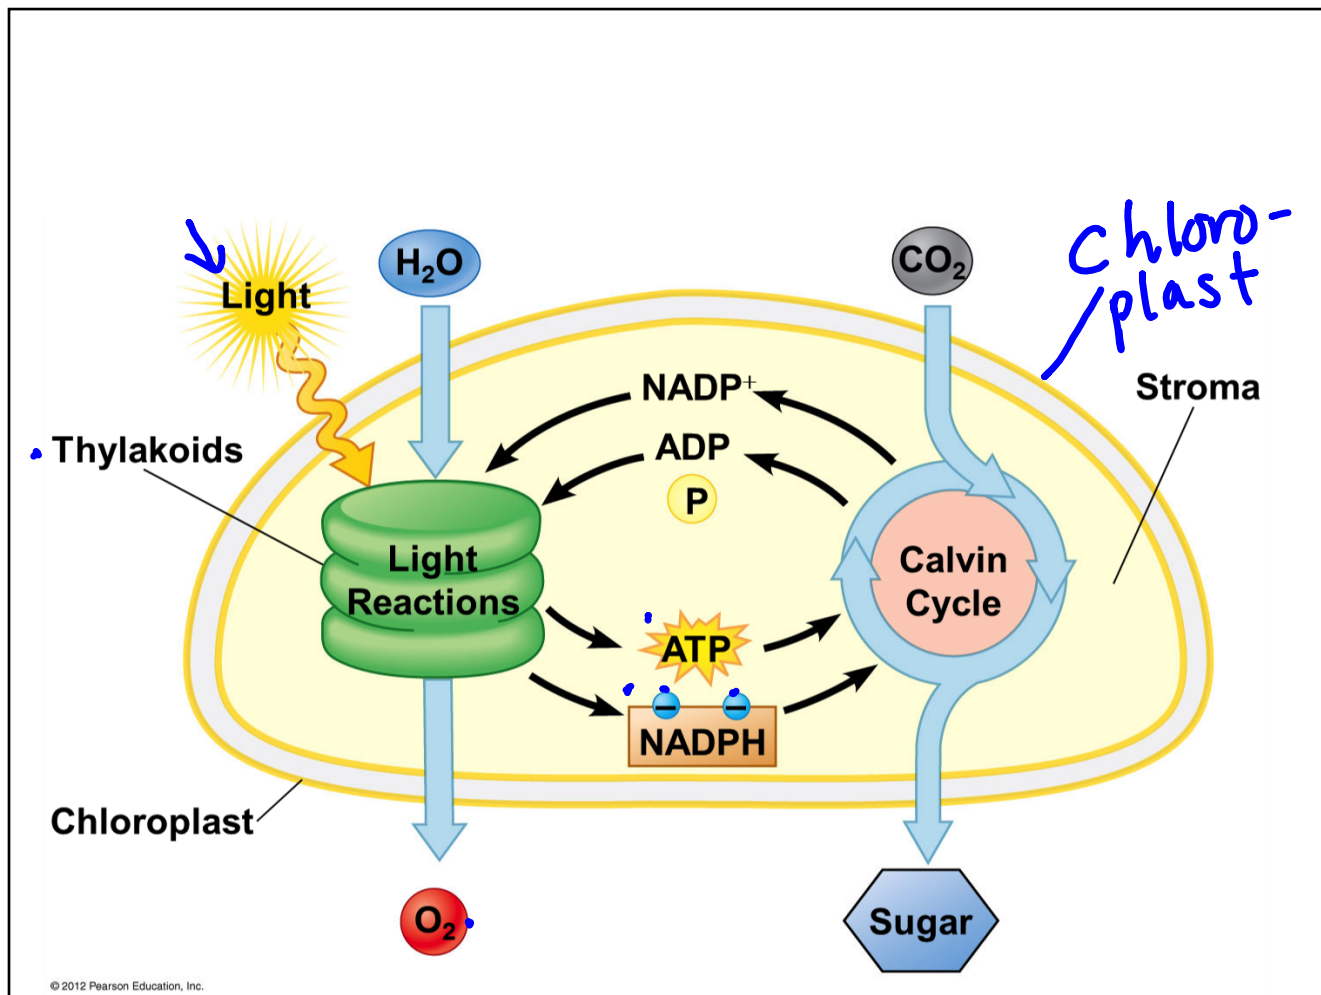 Light
H₂O
CO₂
Chloro-
plast
Stroma
NADP⁺
ADP
P
Thylakoids
Light
Reactions
Calvin
Cycle
ATP
NADPH
Chloroplast
O₂
Sugar
© 2012 Pearson Education, Inc.